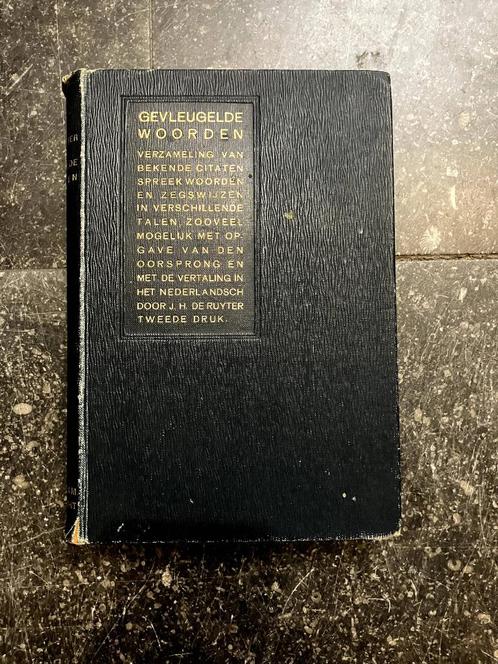 GEVLEUGELDE
WOORDEN
VERZAMELING VAN
BEKENDE CITATEN
SPREEKWOORDEN
EN ZEGSWIJZEN
IN VERSCHILLENDE
TALEN, ZOOVEEL
MOGELIJK MET OP-
GAVE VAN DEN
OORSPRONG EN
MET DE VERTALING IN
HET NEDERLANDSCH
DOOR J. H. DE RUYTER
TWEEDE DRUK.